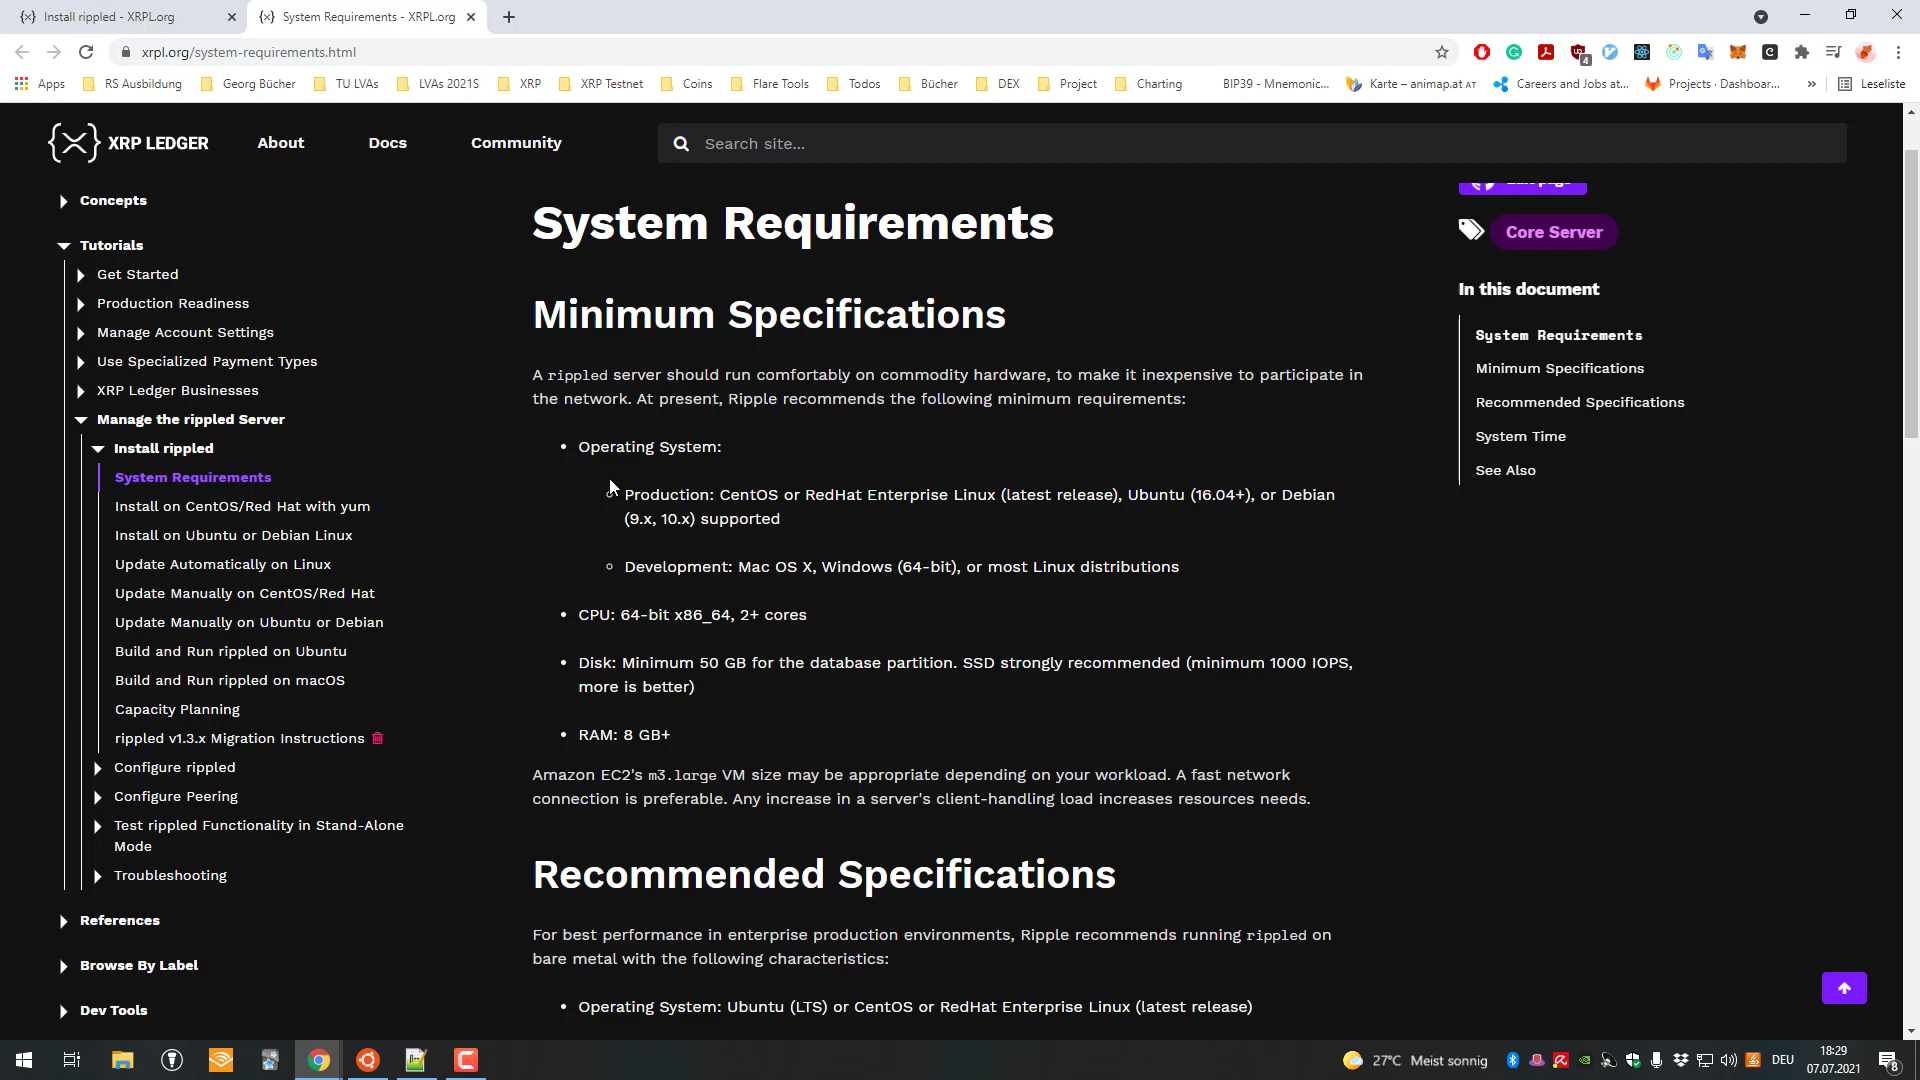 Install rippled - XRPL.org
System Requirements - XRPL.org
xrpl.org/system-requirements.html
4
Apps
RS Ausbildung
Georg Bücher
TU LVAs
LVAs 2021S
XRP
XRP Testnet
Coins
Flare Tools
Todos
Bücher
DEX
Project
Charting
BIP39 - Mnemonic...
Karte – animap.at AT
Careers and Jobs at...
Projects · Dashboar...
»
Leseliste
XRP LEDGER
About
Docs
Community
Search site...
Concepts
Tutorials
Get Started
Production Readiness
Manage Account Settings
Use Specialized Payment Types
XRP Ledger Businesses
Manage the rippled Server
Install rippled
System Requirements
Install on CentOS/Red Hat with yum
Install on Ubuntu or Debian Linux
Update Automatically on Linux
Update Manually on CentOS/Red Hat
Update Manually on Ubuntu or Debian
Build and Run rippled on Ubuntu
Build and Run rippled on macOS
Capacity Planning
rippled v1.3.x Migration Instructions
Configure rippled
Configure Peering
Test rippled Functionality in Stand-Alone
Mode
Troubleshooting
References
Browse By Label
Dev Tools
System Requirements
Minimum Specifications
A rippled server should run comfortably on commodity hardware, to make it inexpensive to participate in
the network. At present, Ripple recommends the following minimum requirements:
• Operating System:
◦ Production: CentOS or RedHat Enterprise Linux (latest release), Ubuntu (16.04+), or Debian
(9.x, 10.x) supported
◦ Development: Mac OS X, Windows (64-bit), or most Linux distributions
• CPU: 64-bit x86_64, 2+ cores
• Disk: Minimum 50 GB for the database partition. SSD strongly recommended (minimum 1000 IOPS,
more is better)
• RAM: 8 GB+
Amazon EC2's m3.large VM size may be appropriate depending on your workload. A fast network
connection is preferable. Any increase in a server's client-handling load increases resources needs.
Recommended Specifications
For best performance in enterprise production environments, Ripple recommends running rippled on
bare metal with the following characteristics:
• Operating System: Ubuntu (LTS) or CentOS or RedHat Enterprise Linux (latest release)
Core Server
In this document
System Requirements
Minimum Specifications
Recommended Specifications
System Time
See Also
27°C Meist sonnig
DEU
18:29
07.07.2021
8